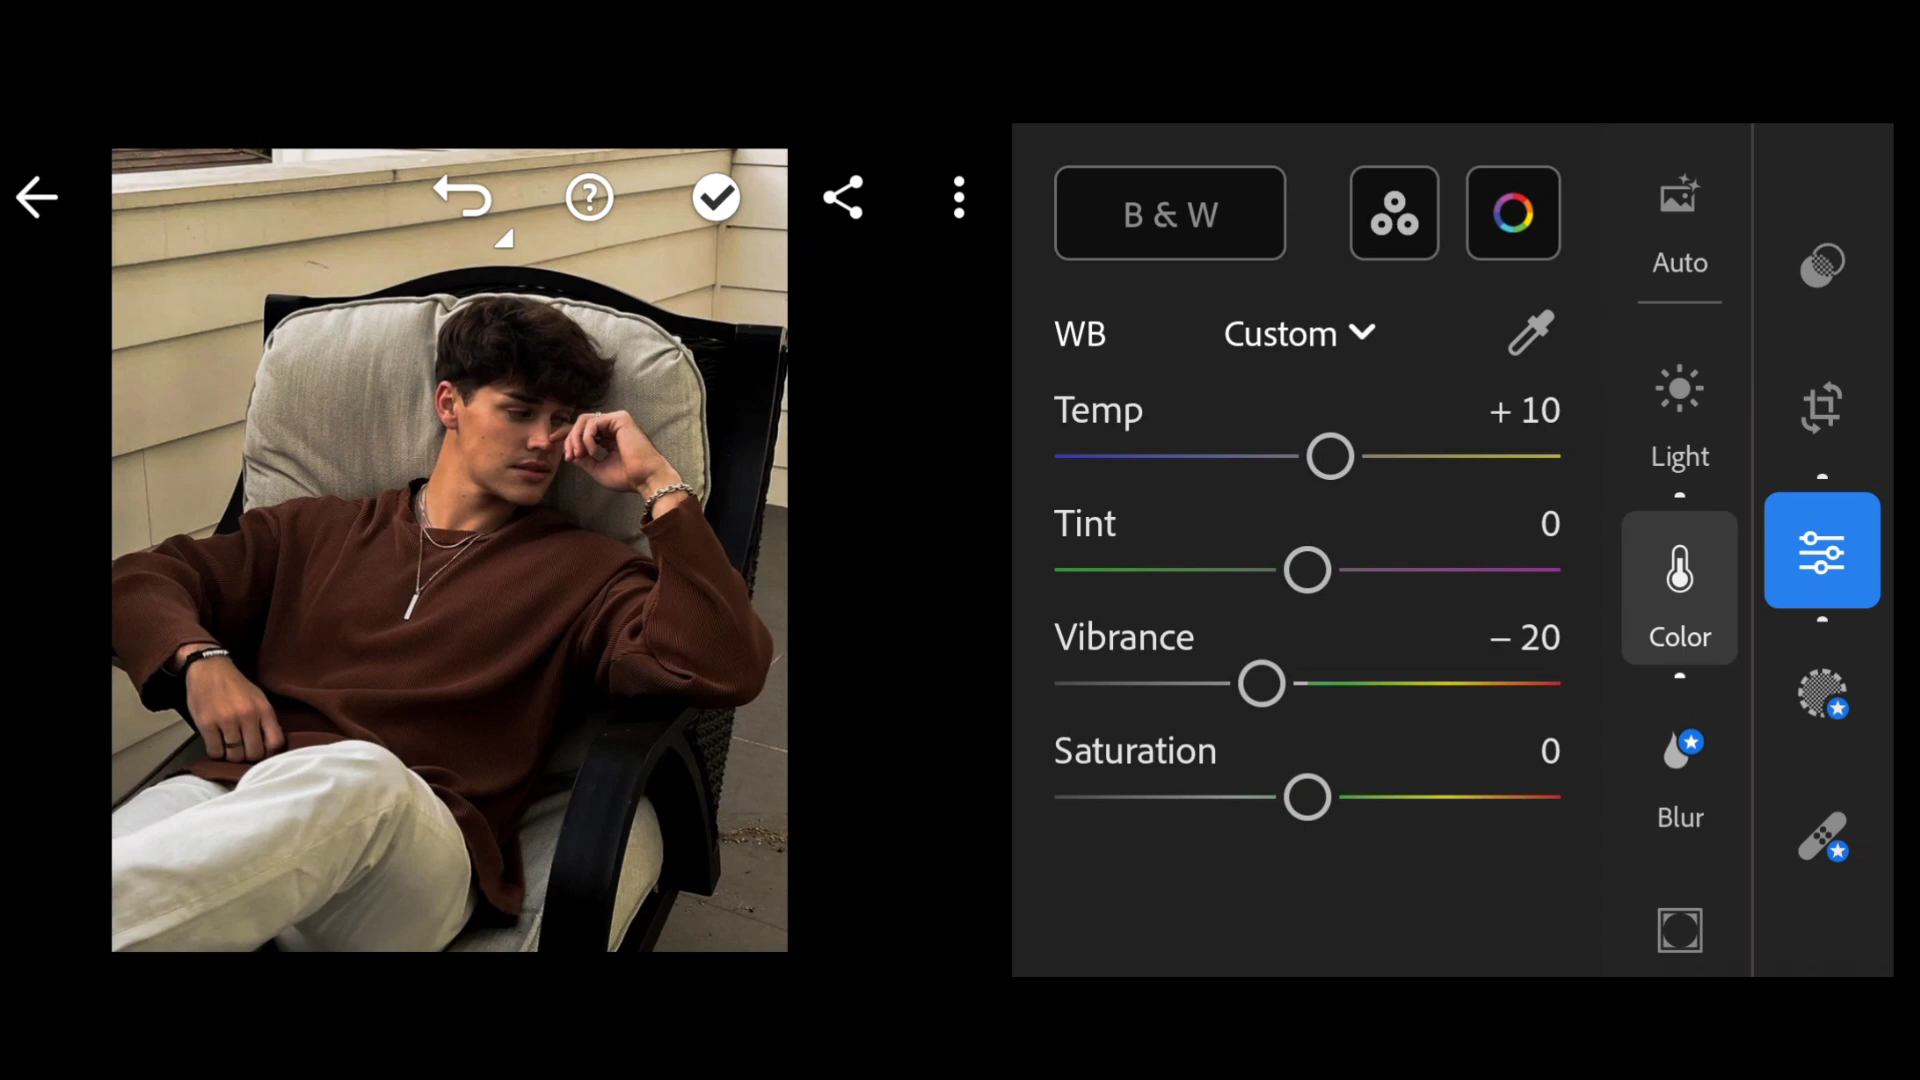 B & W
WB Custom
Temp + 10
Tint 0
Vibrance – 20
Saturation 0
Auto
Light
Color
Blur